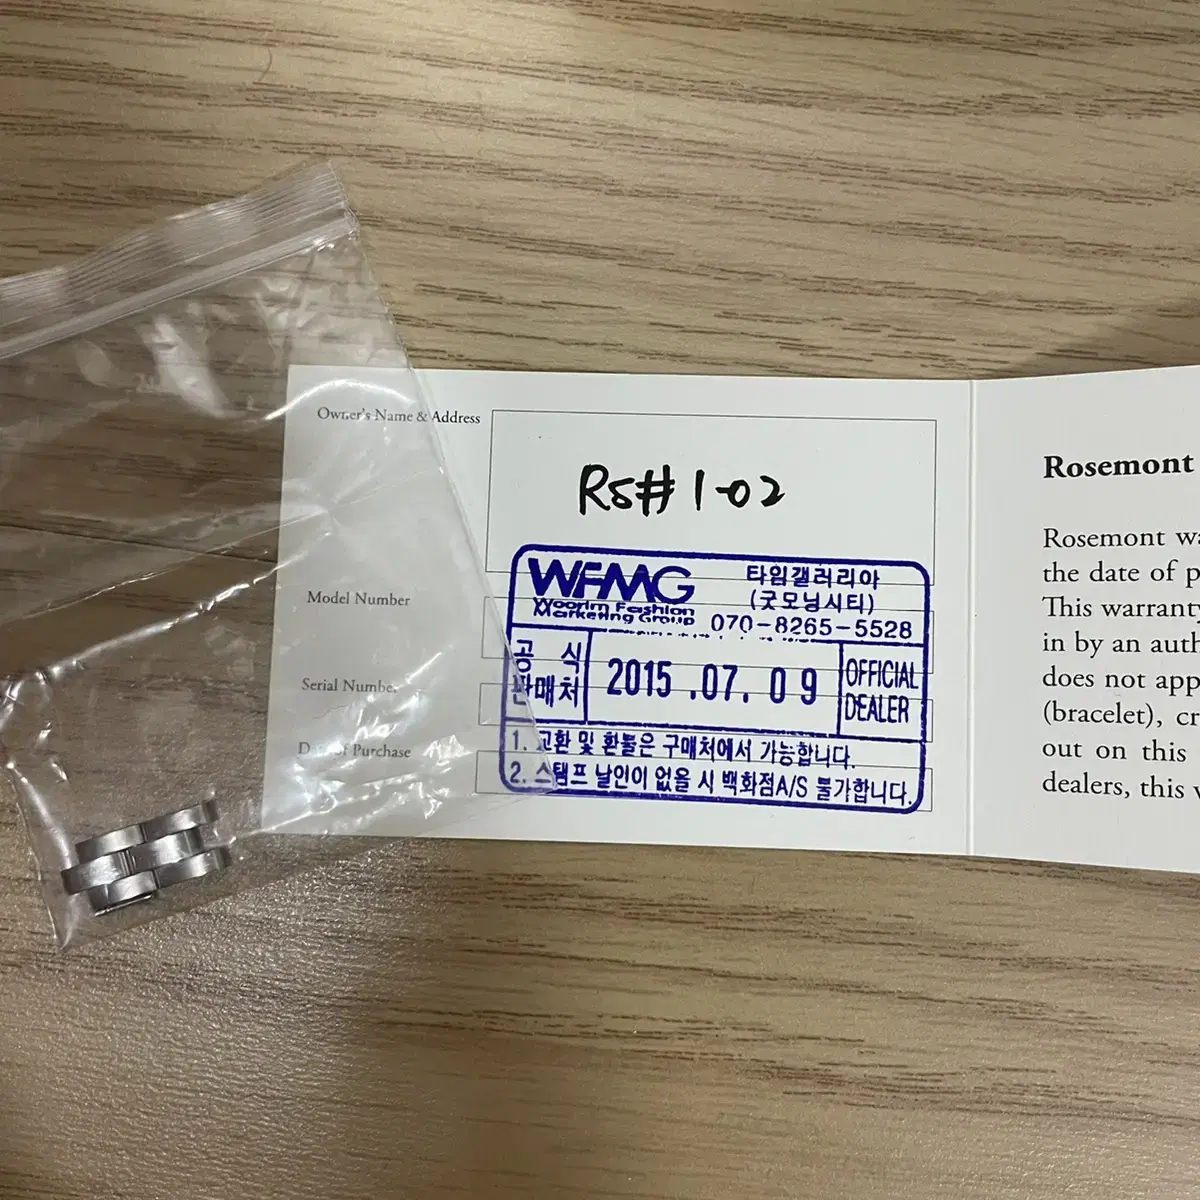 Owner's Name & Address
RS#1-02
Model Number
Serial Number
Date of Purchase
WFMG
Woorim Fashion
Marketing Group
타임갤러리아
(굿모닝시티)
070-8265-5528
공 식
판매처
2015.07.09
OFFICIAL
DEALER
1. 교환 및 환불은 구매처에서 가능합니다.
2. 스탬프 날인이 없을 시 백화점A/S 불가합니다.
Rosemont
Rosemont wa
the date of p
This warranty
in by an auth
does not app
(bracelet), cr
out on this
dealers, this